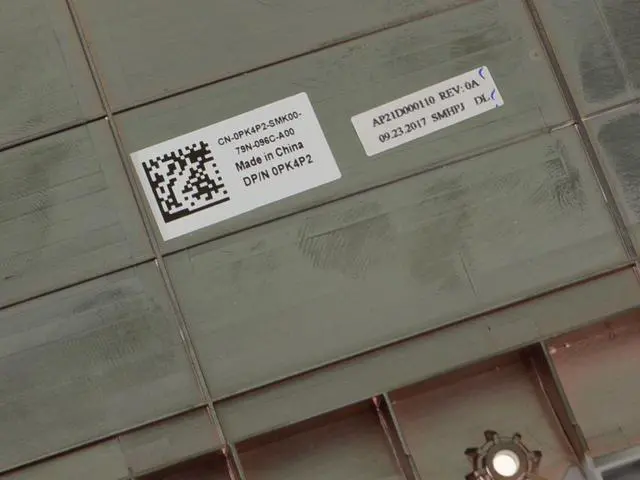 CN-0PK4P2-SMK00-
79N-096C-A00
Made in China
DP/N 0PK4P2
AP21D000110 REV:0A
09.23.2017 SMHPJ DL